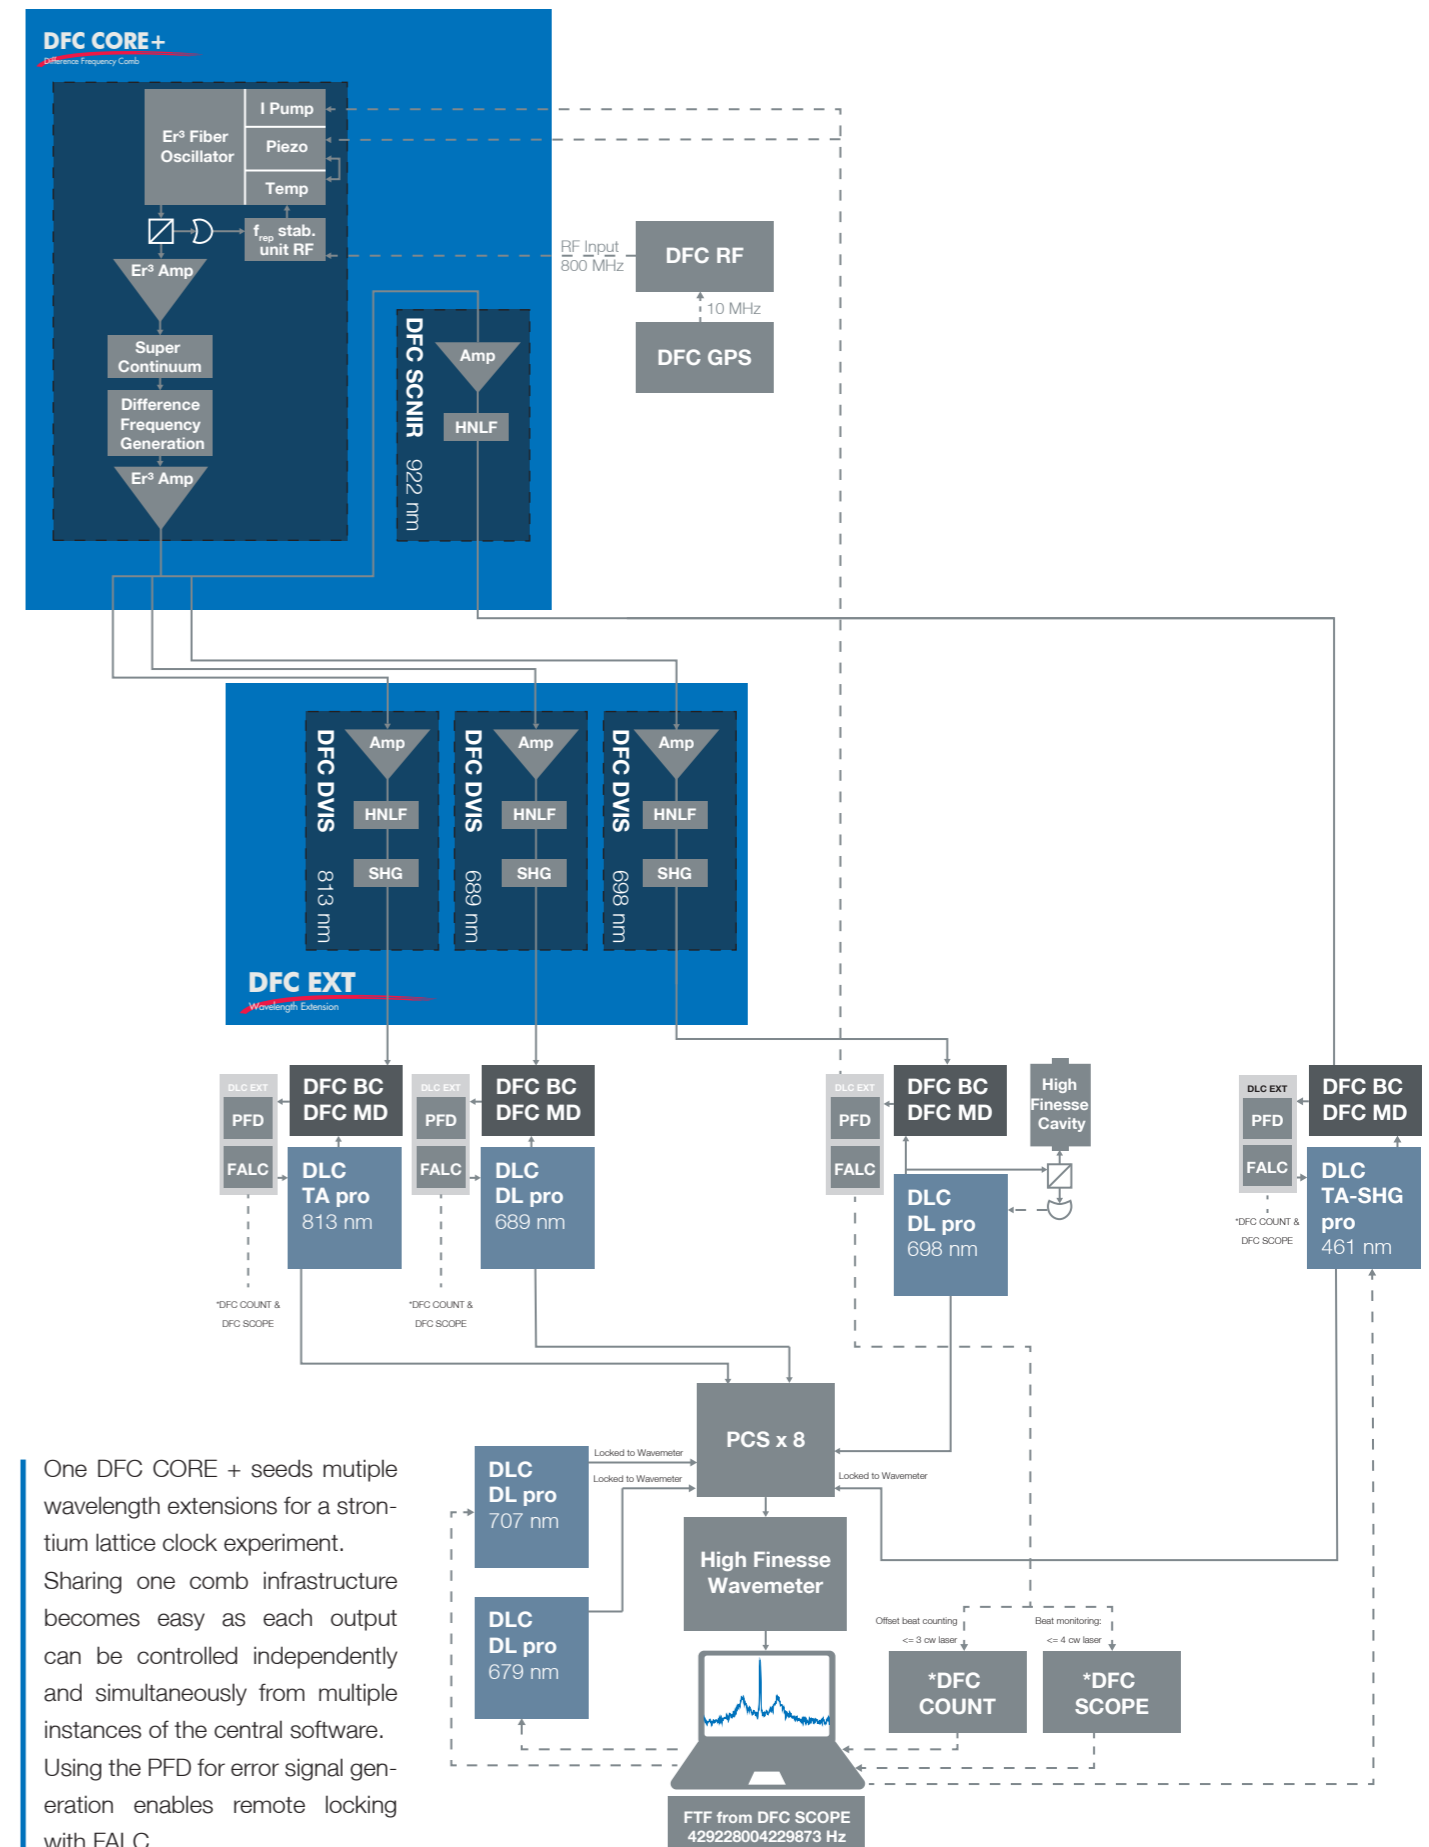 DFC CORE+
Difference Frequency Comb
Er³ Fiber
Oscillator
I Pump
Piezo
Temp
frep stab.
unit RF
Er³ Amp
Super
Continuum
Difference
Frequency
Generation
Er³ Amp
DFC SCNIR 922 nm
Amp
HNLF
RF Input
800 MHz
DFC RF
10 MHz
DFC GPS
DFC DVIS 813 nm
Amp
HNLF
SHG
DFC DVIS 689 nm
Amp
HNLF
SHG
DFC DVIS 698 nm
Amp
HNLF
SHG
DFC EXT
Wavelength Extension
DLC EXT
PFD
FALC
DFC BC
DFC MD
DLC
TA pro
813 nm
*DFC COUNT &
DFC SCOPE
DLC EXT
PFD
FALC
DFC BC
DFC MD
DLC
DL pro
689 nm
*DFC COUNT &
DFC SCOPE
DLC EXT
PFD
FALC
DFC BC
DFC MD
DLC
DL pro
698 nm
High
Finesse
Cavity
DLC EXT
PFD
FALC
DFC BC
DFC MD
DLC
TA-SHG
pro
461 nm
*DFC COUNT &
DFC SCOPE
PCS x 8
Locked to Wavemeter
Locked to Wavemeter
Locked to Wavemeter
DLC
DL pro
707 nm
High Finesse
Wavemeter
DLC
DL pro
679 nm
Offset beat counting
<= 3 cw laser
Beat monitoring:
<= 4 cw laser
*DFC
COUNT
*DFC
SCOPE
FTF from DFC SCOPE
429228004229873 Hz
One DFC CORE + seeds mutiple
wavelength extensions for a stron-
tium lattice clock experiment.
Sharing one comb infrastructure
becomes easy as each output
can be controlled independently
and simultaneously from multiple
instances of the central software.
Using the PFD for error signal gen-
eration enables remote locking
with FALC